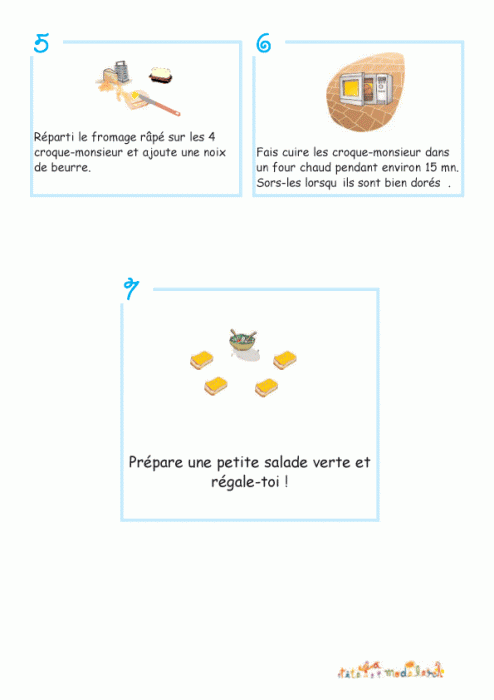 5
Réparti le fromage râpé sur les 4
croque-monsieur et ajoute une noix
de beurre.
6
Fais cuire les croque-monsieur dans
un four chaud pendant environ 15 mn.
Sors-les lorsqu ils sont bien dorés .
7
Prépare une petite salade verte et
régale-toi !
tête à modeler